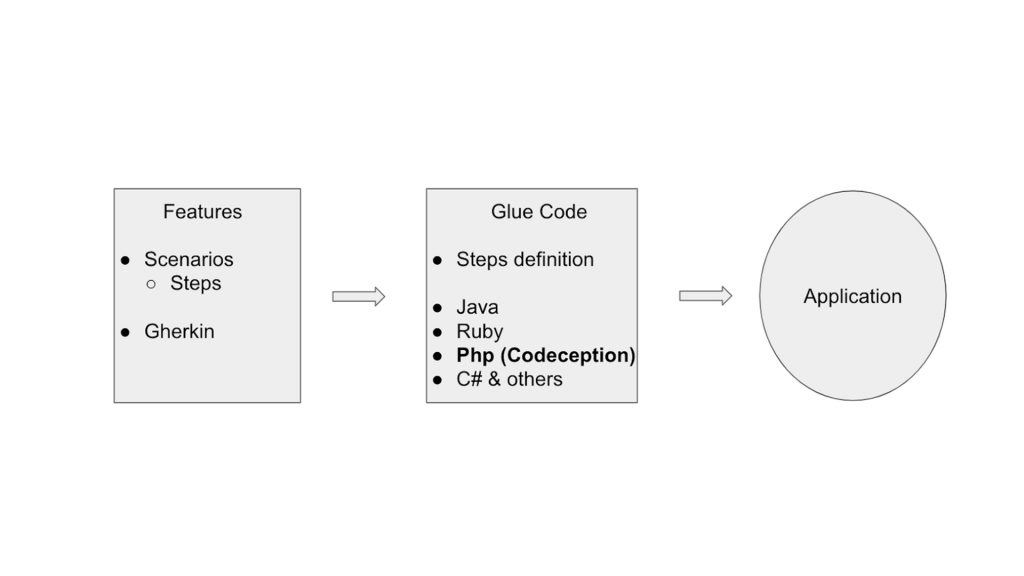 Features
● Scenarios
○ Steps
● Gherkin
Glue Code
● Steps definition
● Java
● Ruby
● Php (Codeception)
● C# & others
Application